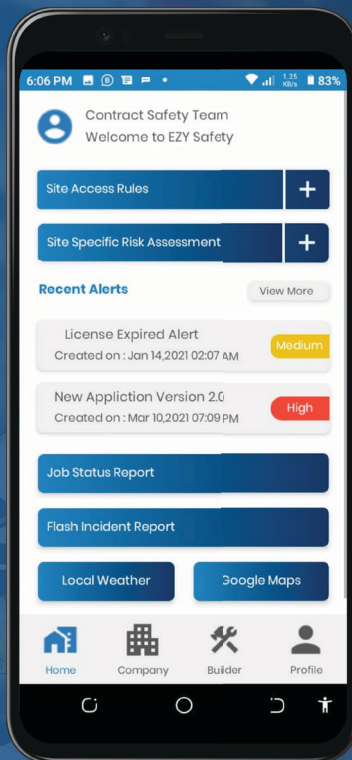 6:06 PM 1.25 KB/s 83%
Contract Safety Team
Welcome to EZY Safety
Site Access Rules +
Site Specific Risk Assessment +
Recent Alerts View More
License Expired Alert
Created on : Jan 14,2021 02:07 AM
Medium
New Appliction Version 2.0
Created on : Mar 10,2021 07:09 PM
High
Job Status Report
Flash Incident Report
Local Weather Google Maps
Home Company Builder Profile